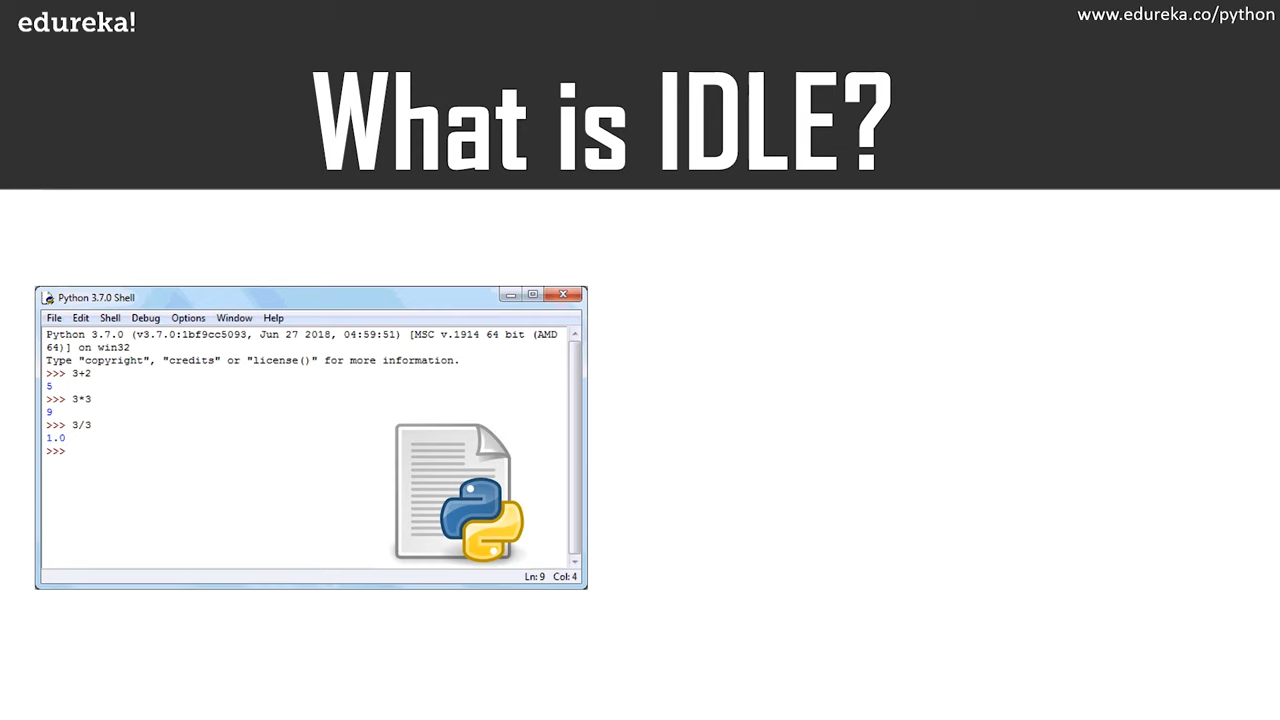 edureka!
www.edureka.co/python
What is IDLE?
Python 3.7.0 Shell
File Edit Shell Debug Options Window Help
Python 3.7.0 (v3.7.0:1bf9cc5093, Jun 27 2018, 04:59:51) [MSC v.1914 64 bit (AMD
64)] on win32
Type "copyright", "credits" or "license()" for more information.
>>> 3+2
5
>>> 3*3
9
>>> 3/3
1.0
>>>
Ln: 9 Col: 4